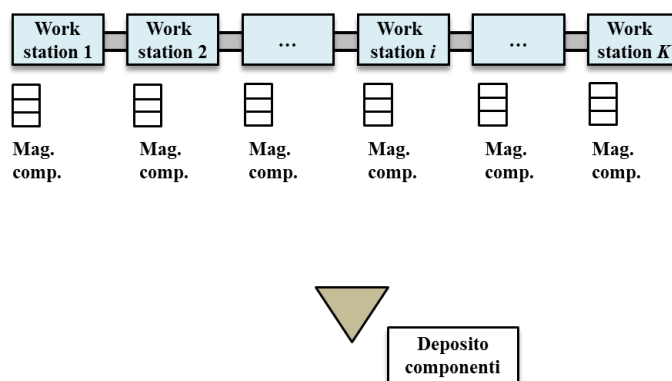 Work
station 1
Work
station 2
...
Work
station i
...
Work
station K
Mag.
comp.
Mag.
comp.
Mag.
comp.
Mag.
comp.
Mag.
comp.
Mag.
comp.
Deposito
componenti